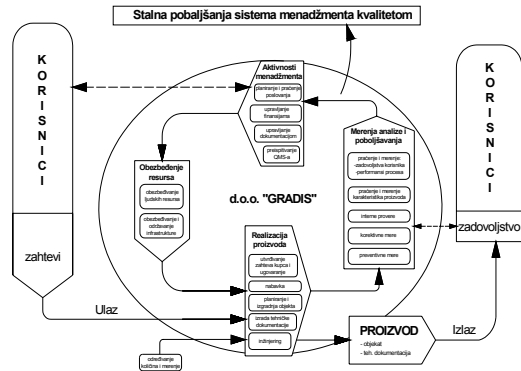 Stalna pobaljšanja sistema menadžmenta kvalitetom
K
O
R
I
S
N
I
C
I
zahtevi
Aktivnosti
menadžmenta
planiranje i praćenje
poslovanja
upravljanje
finansijama
upravljanje
dokumentacijom
preispitivanje
QMS-a
Obezbeđenje
resursa
obezbeđivanje
ljudskih resursa
obezbeđivanje i
održavanje
infrastrukture
d.o.o. "GRADIS"
Merenja analize i
poboljšavanja
praćenje i merenje:
-zadovoljstva korisnika
-performansi procesa
praćenje i merenje
karakteristika proizvoda
interne provere
korektivne mere
preventivne mere
Realizacija
proizvoda
utvrđivanje
zahteva kupca i
ugovaranje
nabavka
planiranje i
izgradnja objekta
izrada tehničke
dokumentacije
inžinjering
određivanje
količina i merenje
Ulaz
PROIZVOD
- objekat
- teh. dokumentacija
Izlaz
K
O
R
I
S
N
I
C
I
zadovoljstvo